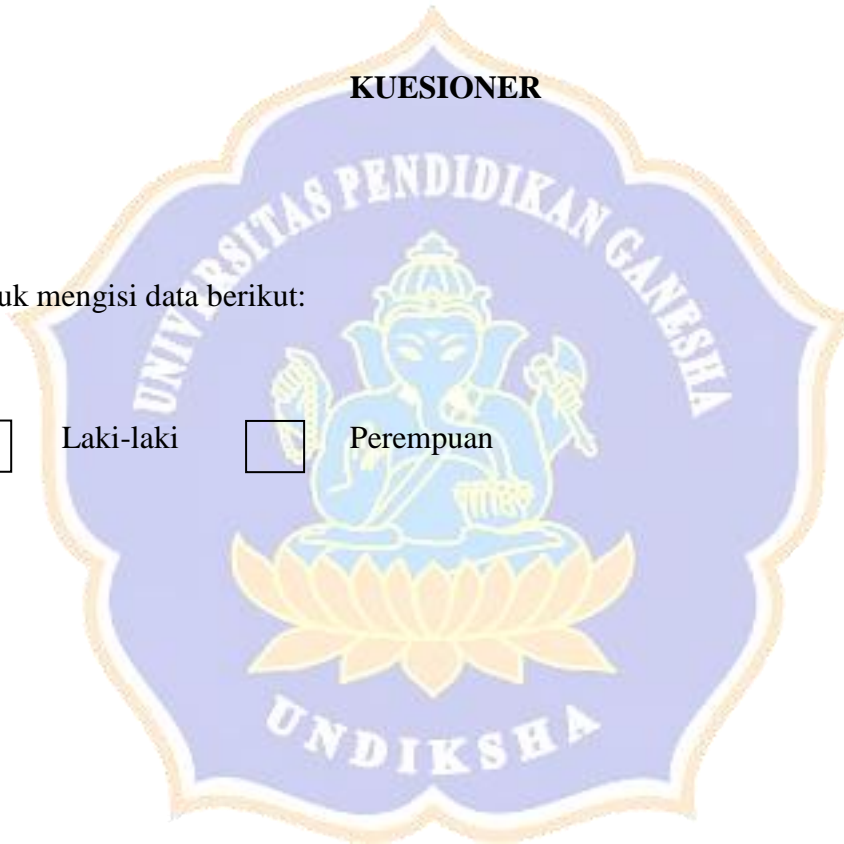 KUESIONER
UNIVERSITAS PENDIDIKAN GANESHA
uk mengisi data berikut:
Laki-laki Perempuan
UNDIKSHA